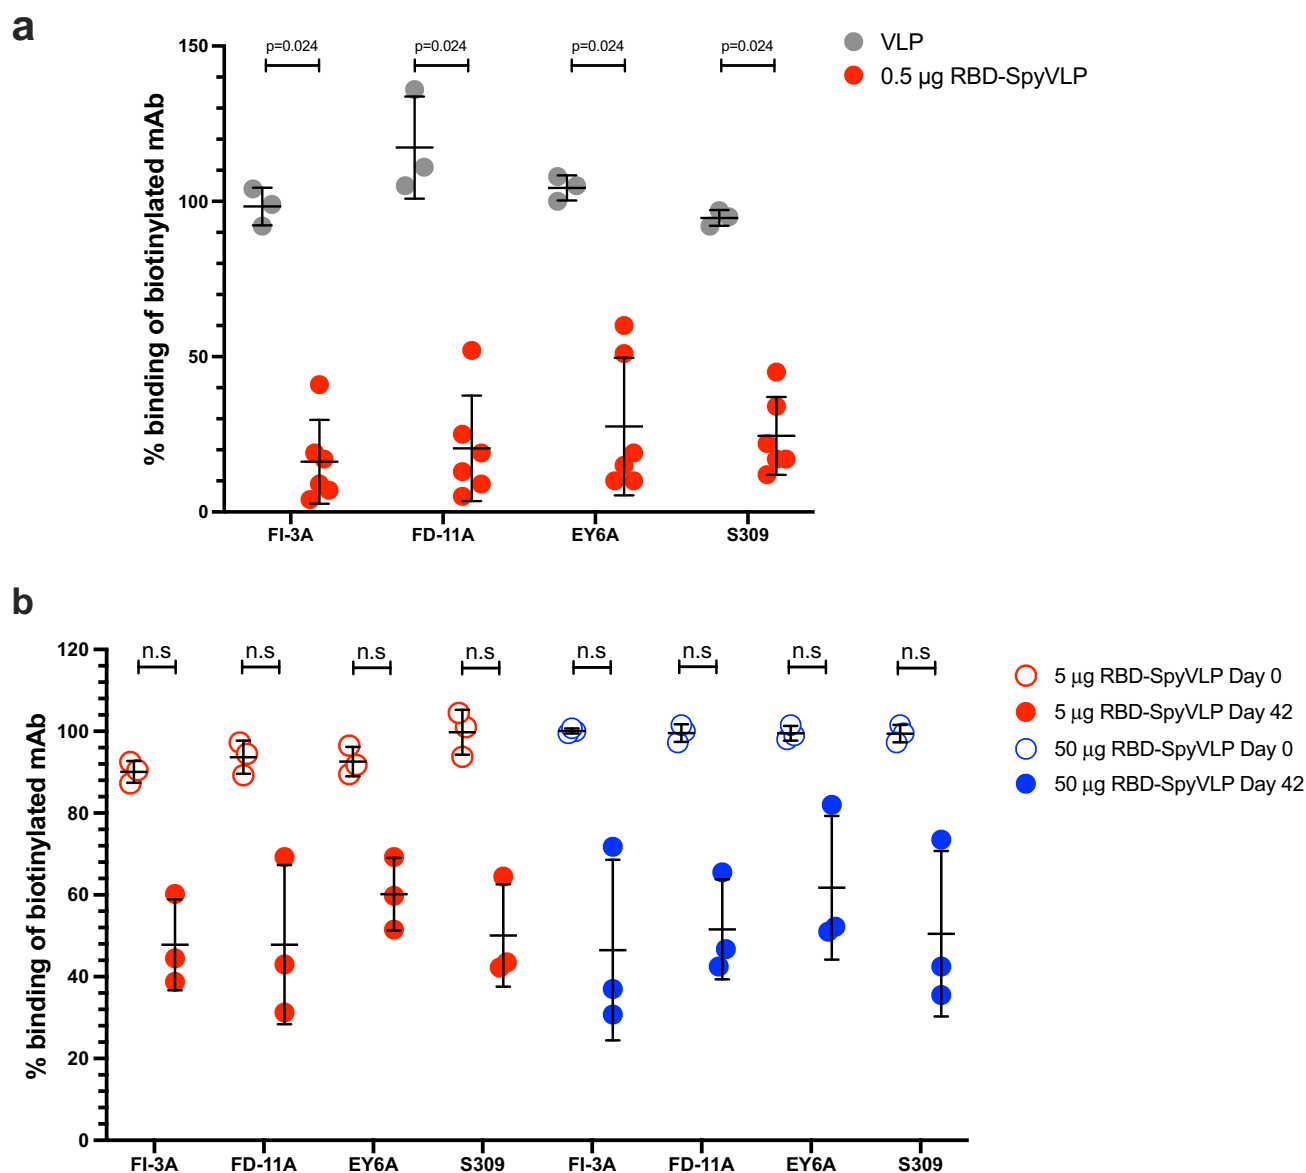 a
150
100
50
0
% binding of biotinylated mAb
p=0.024 p=0.024 p=0.024 p=0.024
VLP
0.5 µg RBD-SpyVLP
FI-3A FD-11A EY6A S309
b
120
100
80
60
40
20
0
% binding of biotinylated mAb
n.s n.s n.s n.s n.s n.s n.s n.s
5 µg RBD-SpyVLP Day 0
5 µg RBD-SpyVLP Day 42
50 µg RBD-SpyVLP Day 0
50 µg RBD-SpyVLP Day 42
FI-3A FD-11A EY6A S309 FI-3A FD-11A EY6A S309